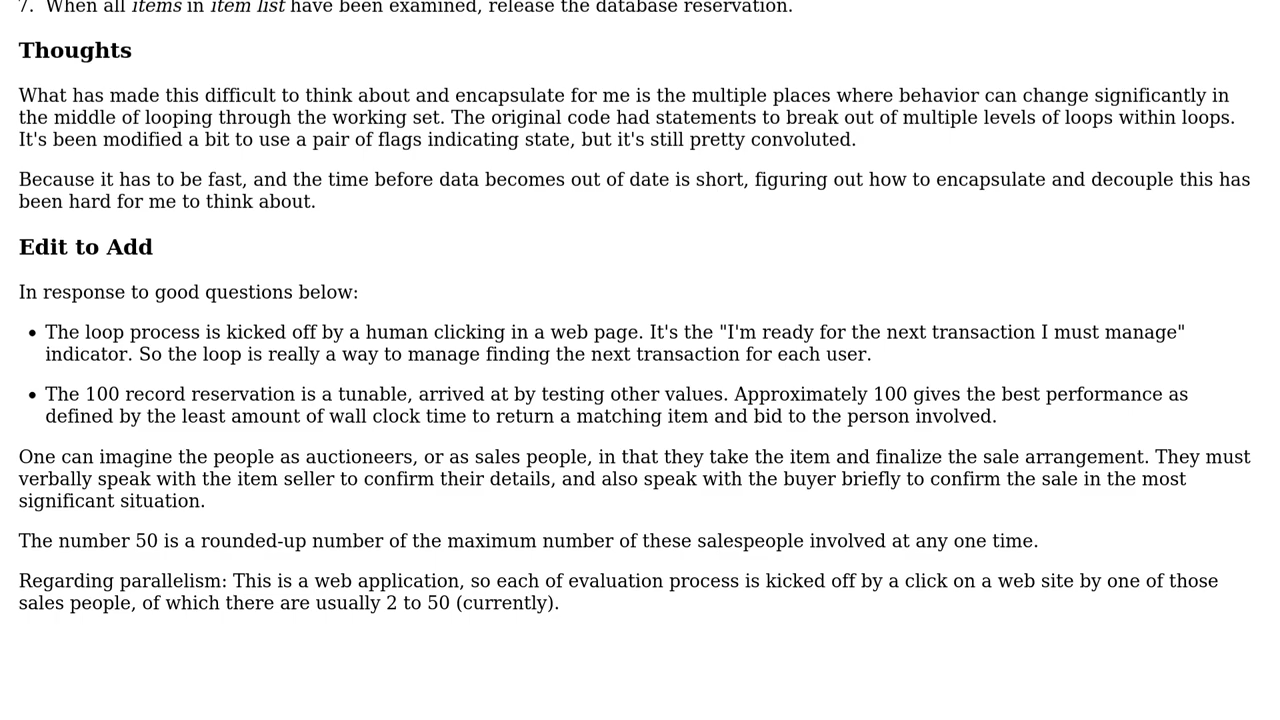 7. When all items in item list have been examined, release the database reservation.
Thoughts
What has made this difficult to think about and encapsulate for me is the multiple places where behavior can change significantly in
the middle of looping through the working set. The original code had statements to break out of multiple levels of loops within loops.
It's been modified a bit to use a pair of flags indicating state, but it's still pretty convoluted.
Because it has to be fast, and the time before data becomes out of date is short, figuring out how to encapsulate and decouple this has
been hard for me to think about.
Edit to Add
In response to good questions below:
• The loop process is kicked off by a human clicking in a web page. It's the "I'm ready for the next transaction I must manage"
indicator. So the loop is really a way to manage finding the next transaction for each user.
• The 100 record reservation is a tunable, arrived at by testing other values. Approximately 100 gives the best performance as
defined by the least amount of wall clock time to return a matching item and bid to the person involved.
One can imagine the people as auctioneers, or as sales people, in that they take the item and finalize the sale arrangement. They must
verbally speak with the item seller to confirm their details, and also speak with the buyer briefly to confirm the sale in the most
significant situation.
The number 50 is a rounded-up number of the maximum number of these salespeople involved at any one time.
Regarding parallelism: This is a web application, so each of evaluation process is kicked off by a click on a web site by one of those
sales people, of which there are usually 2 to 50 (currently).